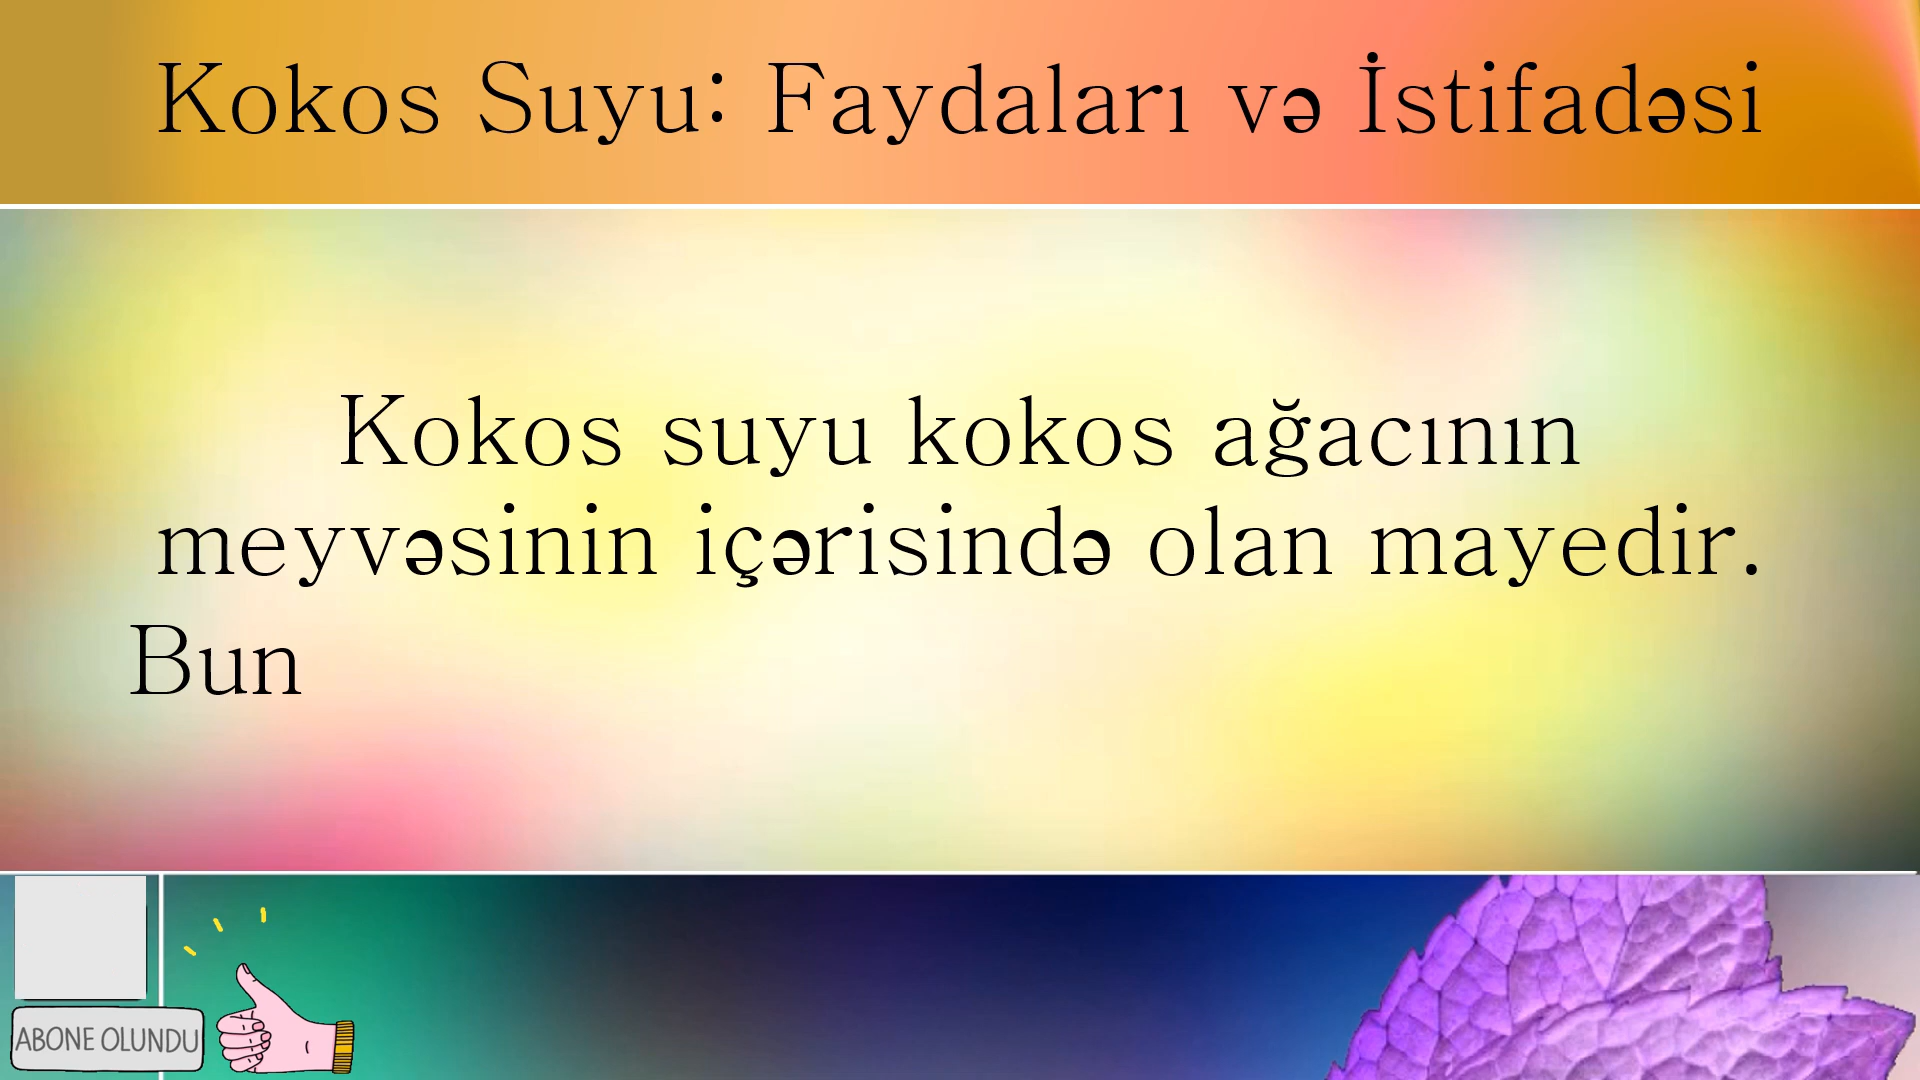 Kokos Suyu: Faydaları və İstifadəsi
Kokos suyu kokos ağacının
meyvəsinin içərisində olan mayedir.
Bun
ABONE OLUNDU